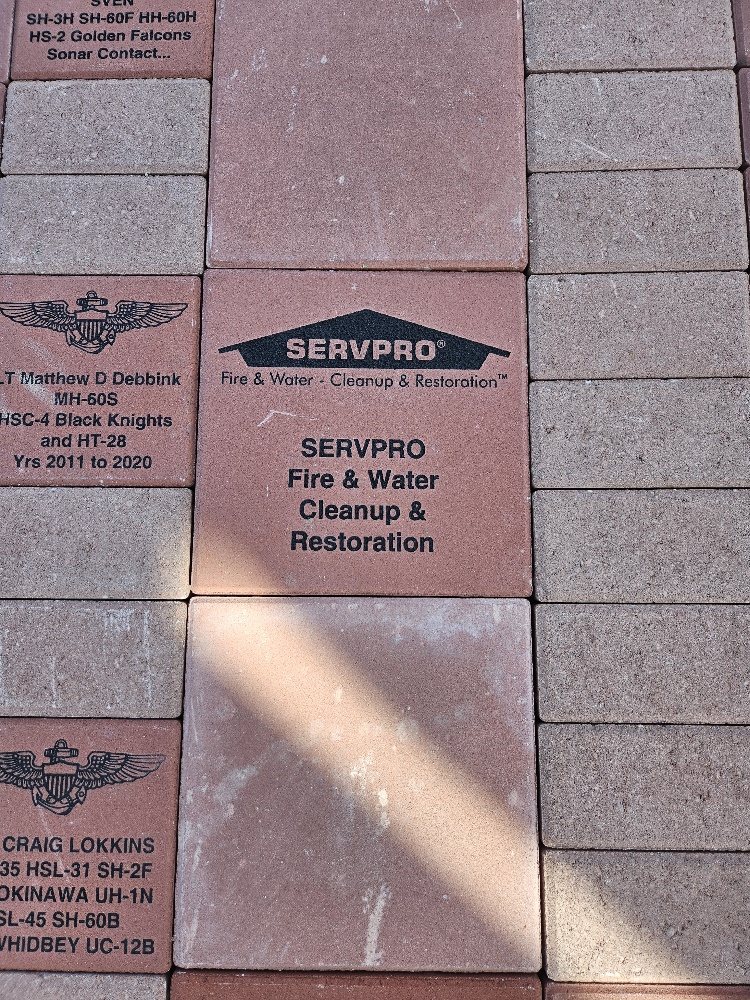 SVEN
SH-3H SH-60F HH-60H
HS-2 Golden Falcons
Sonar Contact...
LT Matthew D Debbink
MH-60S
HSC-4 Black Knights
and HT-28
Yrs 2011 to 2020
SERVPRO®
Fire & Water - Cleanup & Restoration™
SERVPRO
Fire & Water
Cleanup &
Restoration
CRAIG LOKKINS
35 HSL-31 SH-2F
OKINAWA UH-1N
SL-45 SH-60B
WHIDBEY UC-12B